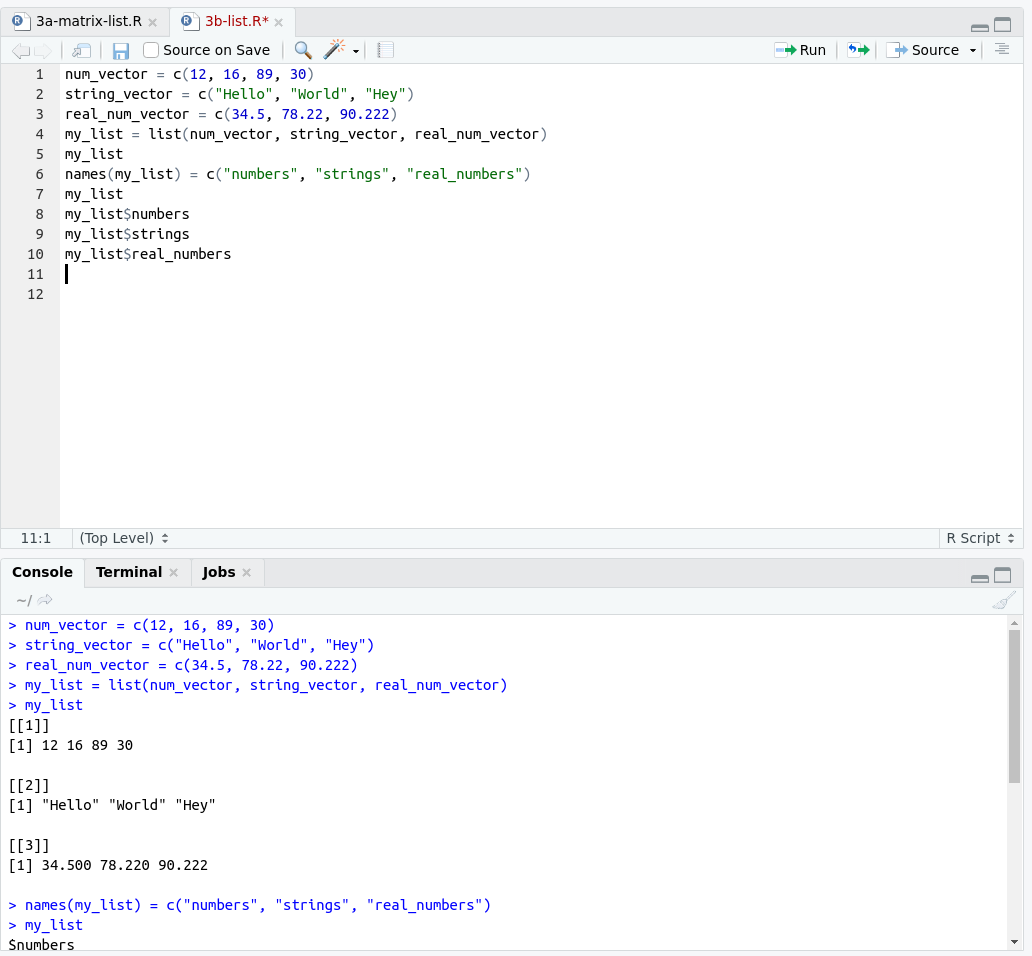 3a-matrix-list.R 3b-list.R*
Source on Save Run Source
1 num_vector = c(12, 16, 89, 30)
2 string_vector = c("Hello", "World", "Hey")
3 real_num_vector = c(34.5, 78.22, 90.222)
4 my_list = list(num_vector, string_vector, real_num_vector)
5 my_list
6 names(my_list) = c("numbers", "strings", "real_numbers")
7 my_list
8 my_list$numbers
9 my_list$strings
10 my_list$real_numbers
11
12
11:1 (Top Level) R Script
Console Terminal Jobs
~/
> num_vector = c(12, 16, 89, 30)
> string_vector = c("Hello", "World", "Hey")
> real_num_vector = c(34.5, 78.22, 90.222)
> my_list = list(num_vector, string_vector, real_num_vector)
> my_list
[[1]]
[1] 12 16 89 30
[[2]]
[1] "Hello" "World" "Hey"
[[3]]
[1] 34.500 78.220 90.222
> names(my_list) = c("numbers", "strings", "real_numbers")
> my_list
$numbers